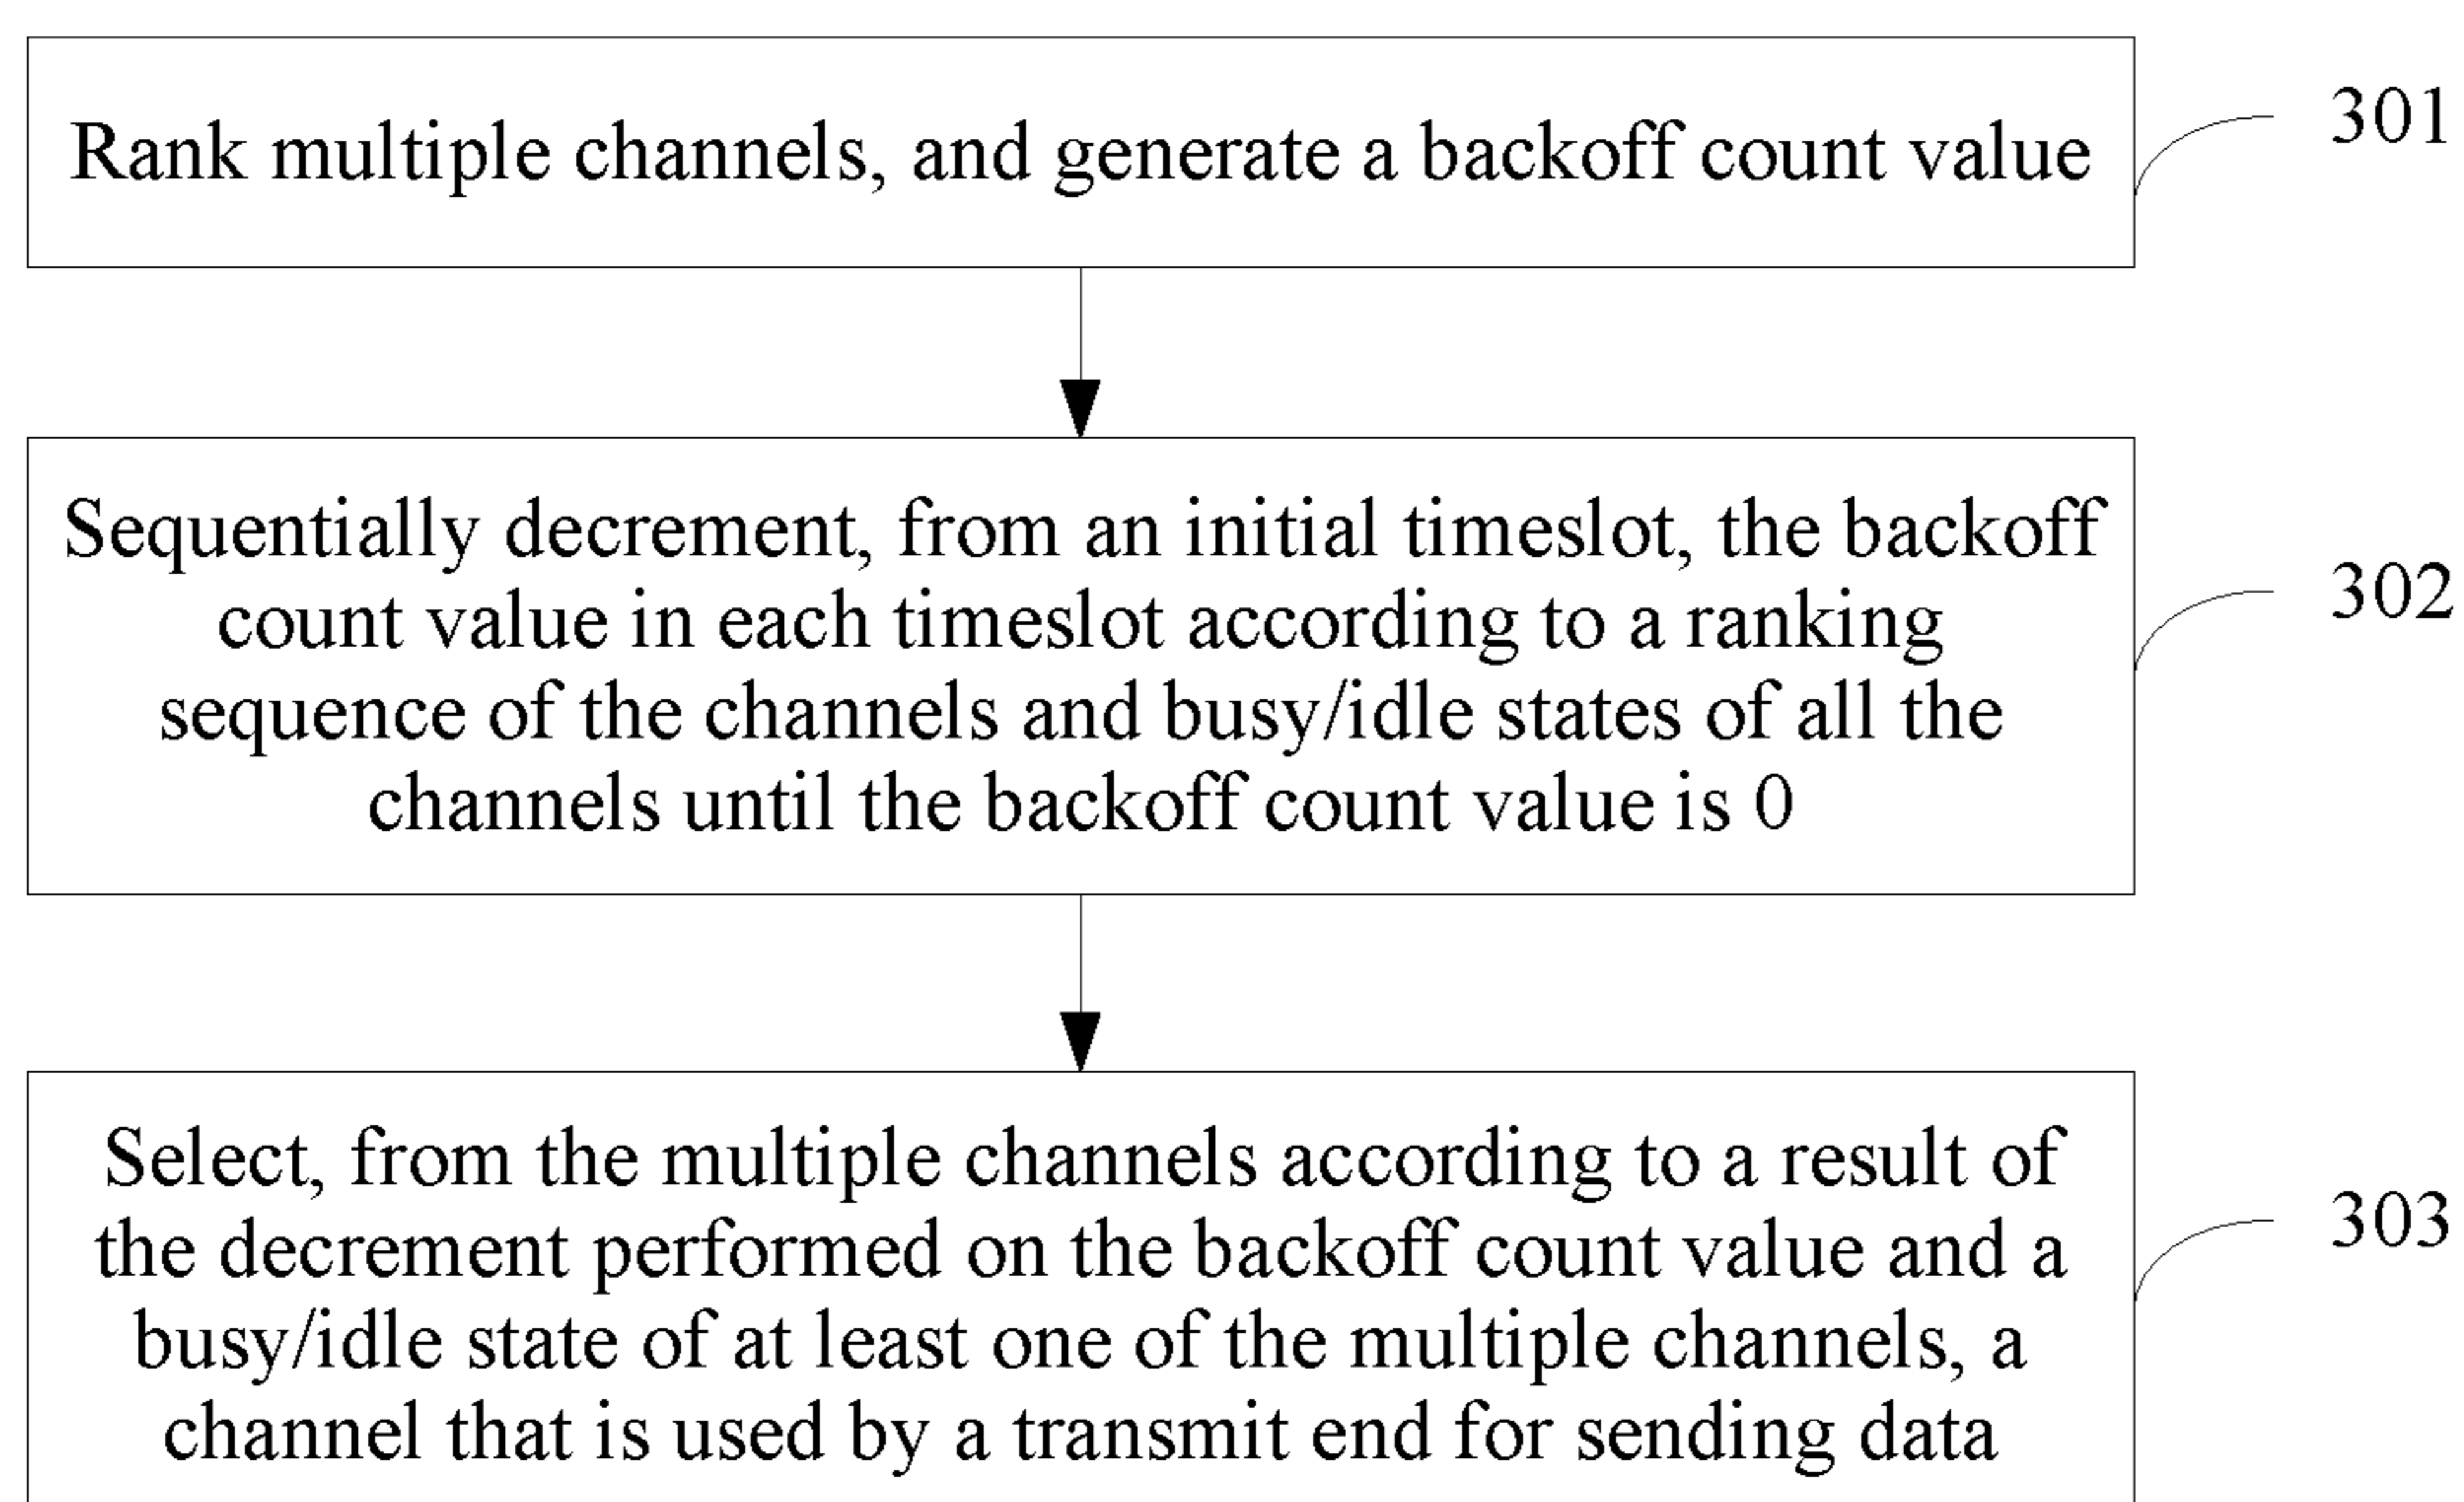 Rank multiple channels, and generate a backoff count value
301
Sequentially decrement, from an initial timeslot, the backoff
count value in each timeslot according to a ranking
sequence of the channels and busy/idle states of all the
channels until the backoff count value is 0
302
Select, from the multiple channels according to a result of
the decrement performed on the backoff count value and a
busy/idle state of at least one of the multiple channels, a
channel that is used by a transmit end for sending data
303